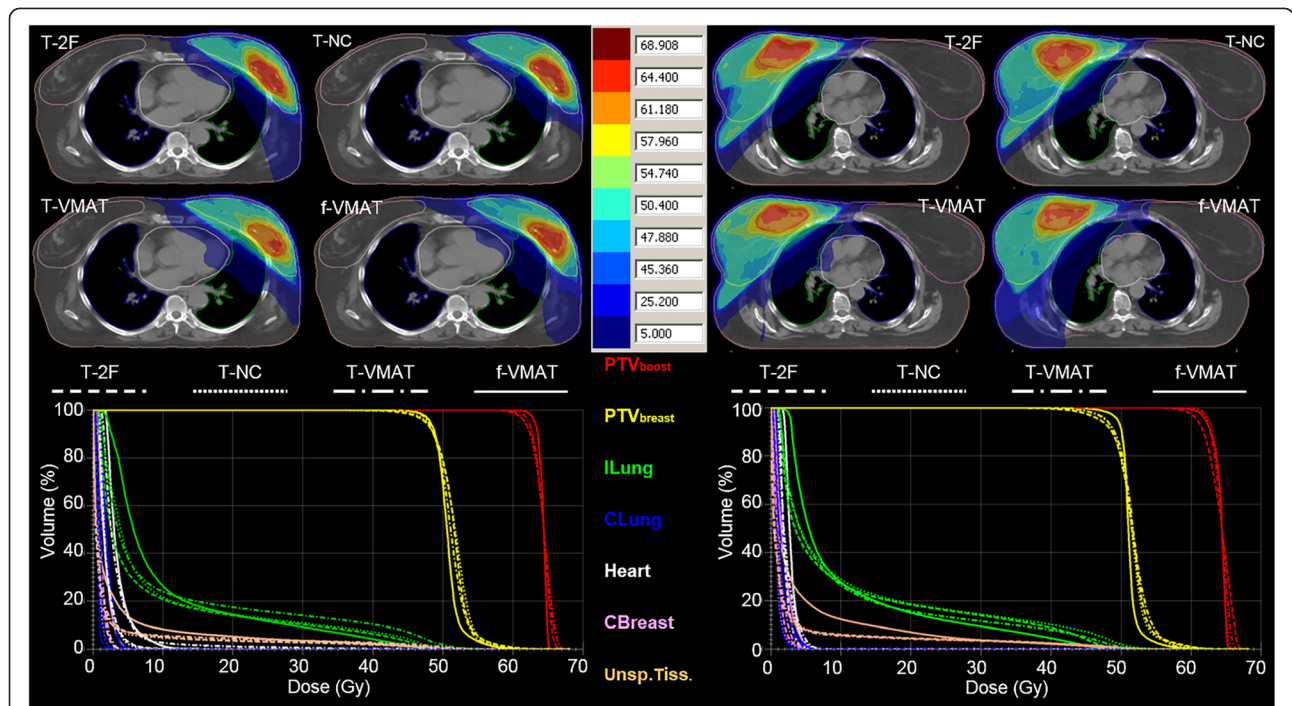 T-2F
T-NC
T-VMAT
f-VMAT
68.908
64.400
61.180
57.960
54.740
50.400
47.880
45.360
25.200
5.000
T-2F
T-NC
T-VMAT
f-VMAT
T-2F T-NC T-VMAT f-VMAT
Volume (%)
100
80
60
40
20
0
0 10 20 30 40 50 60 70
Dose (Gy)
PTVboost
PTVbreast
ILung
CLung
Heart
CBreast
Unsp.Tiss.
T-2F T-NC T-VMAT f-VMAT
Volume (%)
100
80
60
40
20
0
0 10 20 30 40 50 60 70
Dose (Gy)